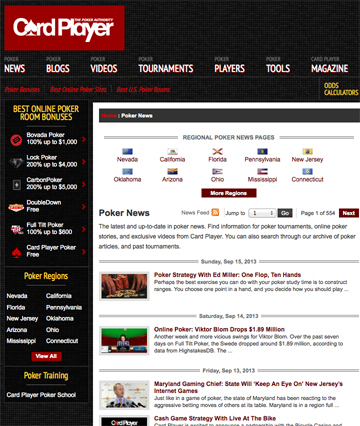 Card Player
THE POKER AUTHORITY
POKER NEWS
POKER BLOGS
POKER VIDEOS
POKER TOURNAMENTS
POKER PLAYERS
POKER TOOLS
CARD PLAYER MAGAZINE
Poker Bonuses Best Online Poker Sites Best U.S. Poker Rooms
ODDS
CALCULATORS
BEST ONLINE POKER
ROOM BONUSES
Bovada Poker
100% up to $1,000
Lock Poker
200% up to $4,000
CarbonPoker
200% up to $5,000
DoubleDown
Free
Full Tilt Poker
100% up to $600
Card Player Poker
Free
Poker Regions
Nevada California
Florida Pennsylvania
New Jersey Oklahoma
Arizona Ohio
Mississippi Connecticut
View All
Poker Training
Card Player Poker School
Home : Poker News
REGIONAL POKER NEWS PAGES
Nevada California Florida Pennsylvania New Jersey
Oklahoma Arizona Ohio Mississippi Connecticut
More Regions
Poker News
News Feed Jump to 1 Go Page 1 of 554 Next
The latest and up-to-date in poker news. Find information for poker tournaments, online poker
stories, and exclusive videos from Card Player. You can also search through our archive of poker
articles, and past tournaments.
Sunday, Sep 15, 2013
Poker Strategy With Ed Miller: One Flop, Ten Hands
Perhaps the best exercise you can do with your poker study time is to construct
ranges. You choose one point in a hand, and you decide how you should play ...
Saturday, Sep 14, 2013
Online Poker: Viktor Blom Drops $1.89 Million
Another week and more vicious swings for Viktor Blom. Over the past seven
days on Full Tilt Poker, the Swede dropped around $1.89 million, according to
data from HighstakesDB. The ...
Friday, Sep 13, 2013
Maryland Gaming Chief: State Will 'Keep An Eye On' New Jersey's
Internet Games
Just like in a game of poker, the state of Maryland has been reacting to the
aggressive betting moves of others at its table. Maryland is in a regional full ...
Cash Game Strategy With Live At The Bike
Card Player is excited to announce a partnership with the Bicycle Casino and